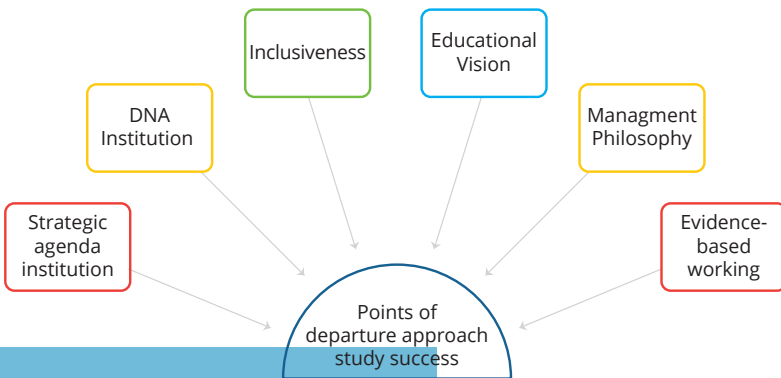 Inclusiveness
Educational
Vision
DNA
Institution
Managment
Philosophy
Strategic
agenda
institution
Evidence-
based
working
Points of
departure approach
study success